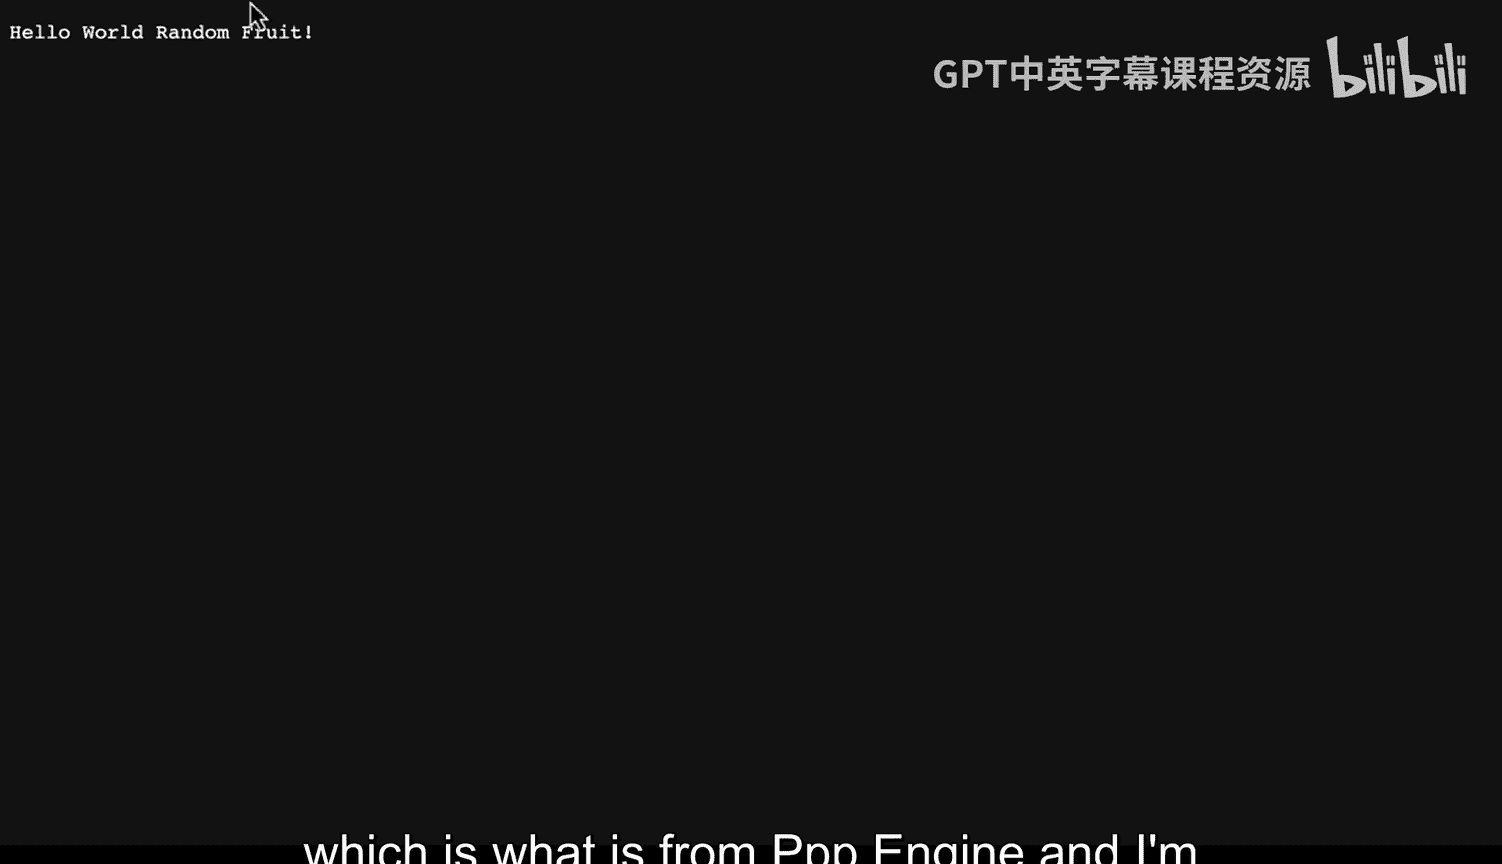 Hello World Random Fruit!
GPT中英字幕课程资源 bilibili
which is what is from Ppp Engine and I'm